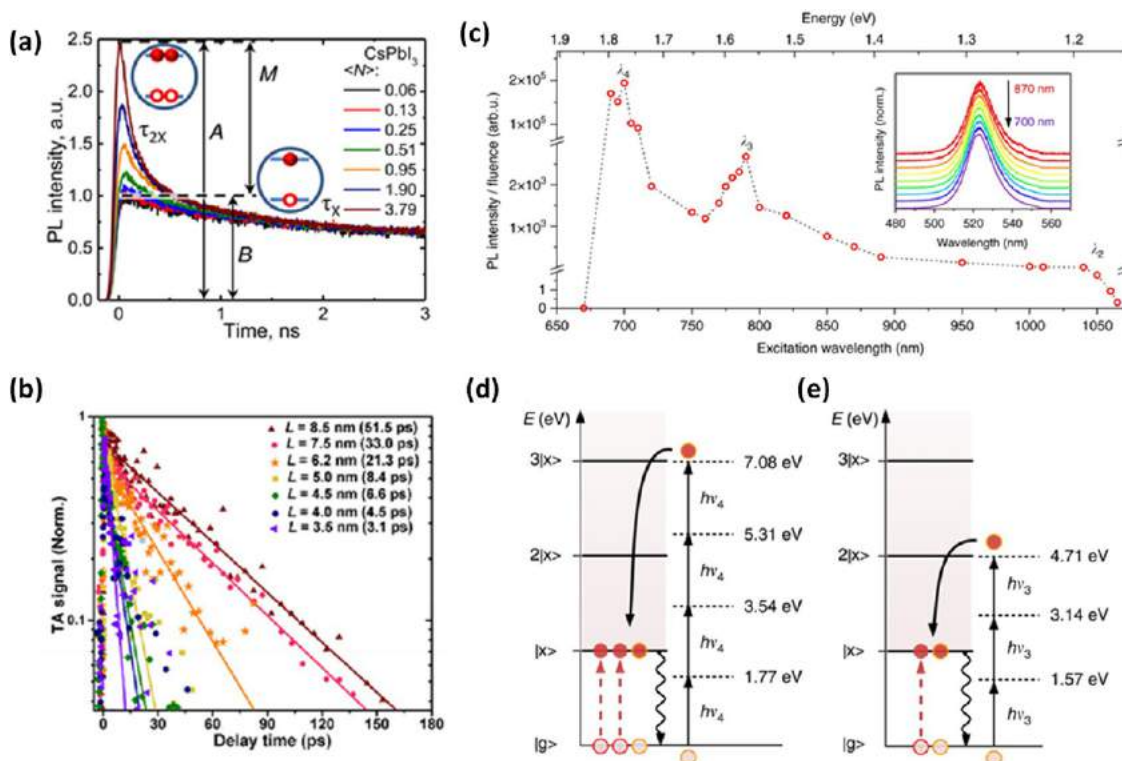 (a)
PL intensity, a.u.
2.5
2.0
1.5
1.0
0.5
0.0
0
1
2
3
Time, ns
τ2X
A
M
B
τX
CsPbI3
<N>:
0.06
0.13
0.25
0.51
0.95
1.90
3.79
(b)
TA signal (Norm.)
1
0.1
0 30 60 90 120 150 180
Delay time (ps)
L = 8.5 nm (51.5 ps)
L = 7.5 nm (33.0 ps)
L = 6.2 nm (21.3 ps)
L = 5.0 nm (8.4 ps)
L = 4.5 nm (6.6 ps)
L = 4.0 nm (4.5 ps)
L = 3.5 nm (3.1 ps)
(c)
Energy (eV)
1.9 1.8 1.7 1.6 1.5 1.4 1.3 1.2
PL intensity / fluence (arb.u.)
2×10⁵
1×10⁵
2×10³
1×10³
1
0
λ4
λ3
λ2
650 700 750 800 850 900 950 1000 1050
Excitation wavelength (nm)
PL intensity (norm.)
870 nm
700 nm
480 500 520 540 560
Wavelength (nm)
(d)
E (eV)
3|x>
2|x>
|x>
|g>
7.08 eV
hν4
5.31 eV
hν4
3.54 eV
hν4
1.77 eV
hν4
(e)
E (eV)
3|x>
2|x>
|x>
|g>
4.71 eV
hν3
3.14 eV
hν3
1.57 eV
hν3